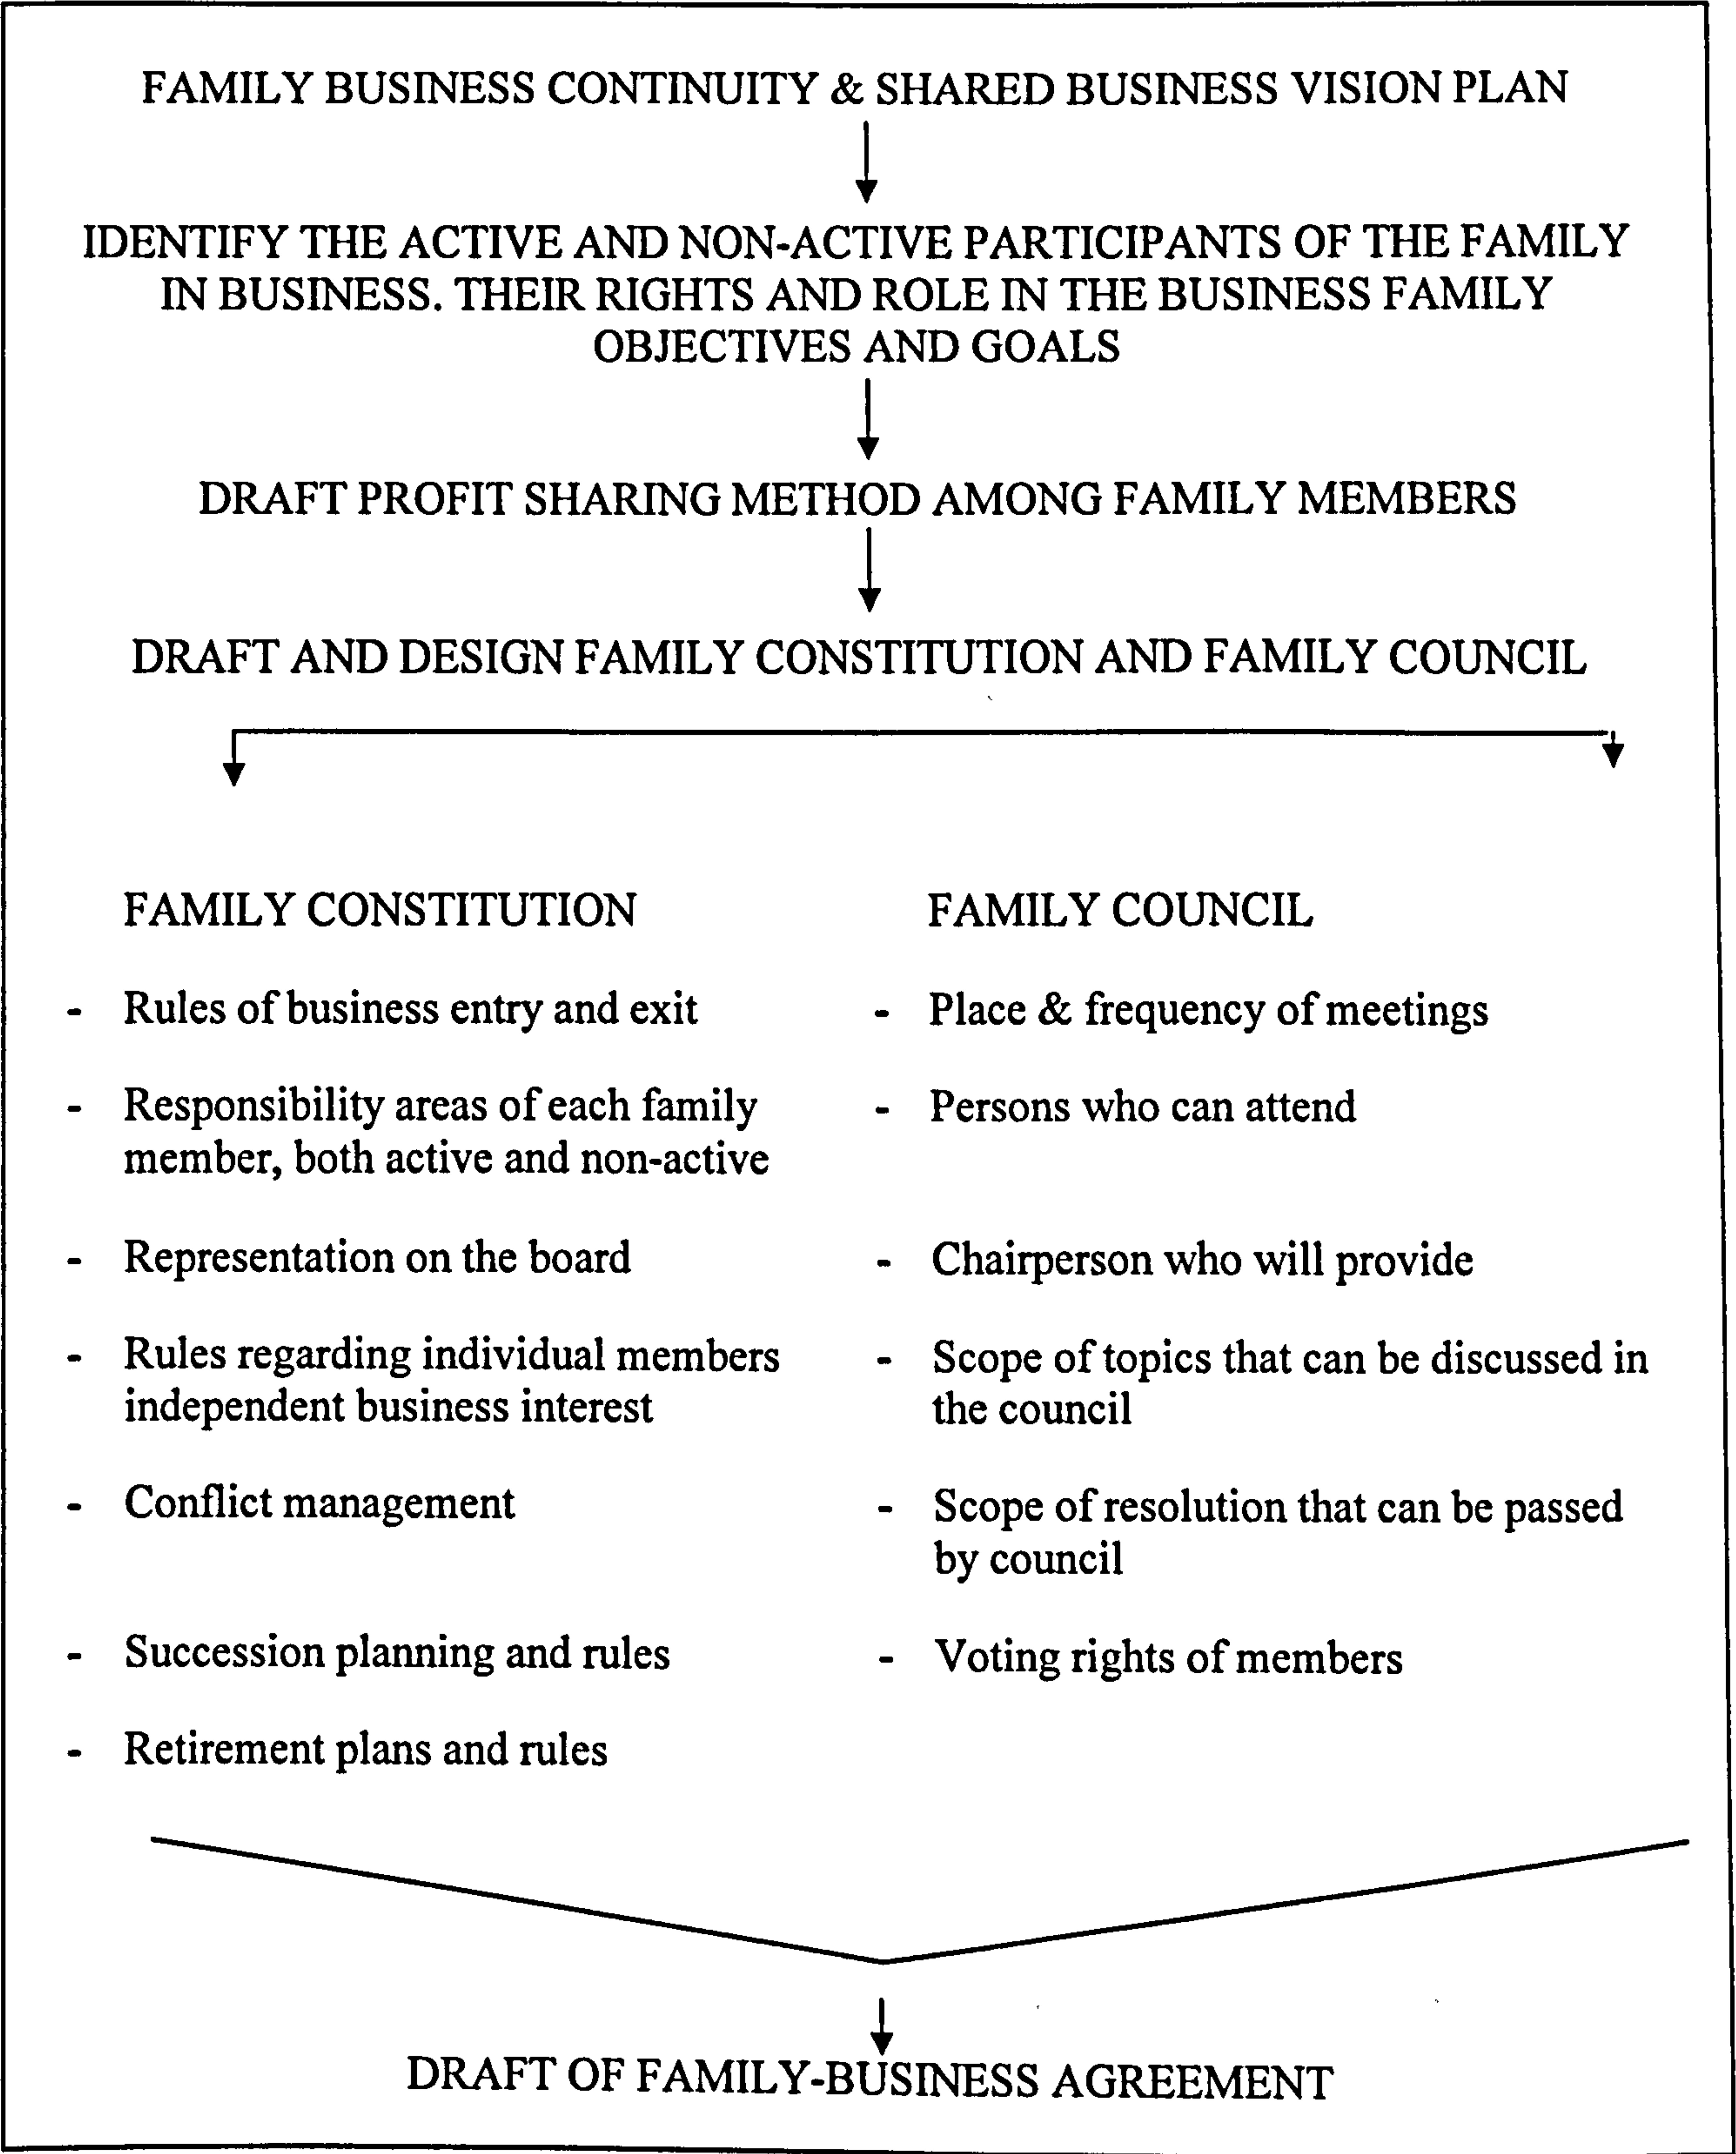 FAMILY BUSINESS CONTINUITY & SHARED BUSINESS VISION PLAN
IDENTIFY THE ACTIVE AND NON-ACTIVE PARTICIPANTS OF THE FAMILY
IN BUSINESS. THEIR RIGHTS AND ROLE IN THE BUSINESS FAMILY
OBJECTIVES AND GOALS
DRAFT PROFIT SHARING METHOD AMONG FAMILY MEMBERS
DRAFT AND DESIGN FAMILY CONSTITUTION AND FAMILY COUNCIL
FAMILY CONSTITUTION
- Rules of business entry and exit
- Responsibility areas of each family
member, both active and non-active
- Representation on the board
- Rules regarding individual members
independent business interest
- Conflict management
- Succession planning and rules
- Retirement plans and rules
FAMILY COUNCIL
- Place & frequency of meetings
- Persons who can attend
- Chairperson who will provide
- Scope of topics that can be discussed in
the council
- Scope of resolution that can be passed
by council
- Voting rights of members
DRAFT OF FAMILY-BUSINESS AGREEMENT